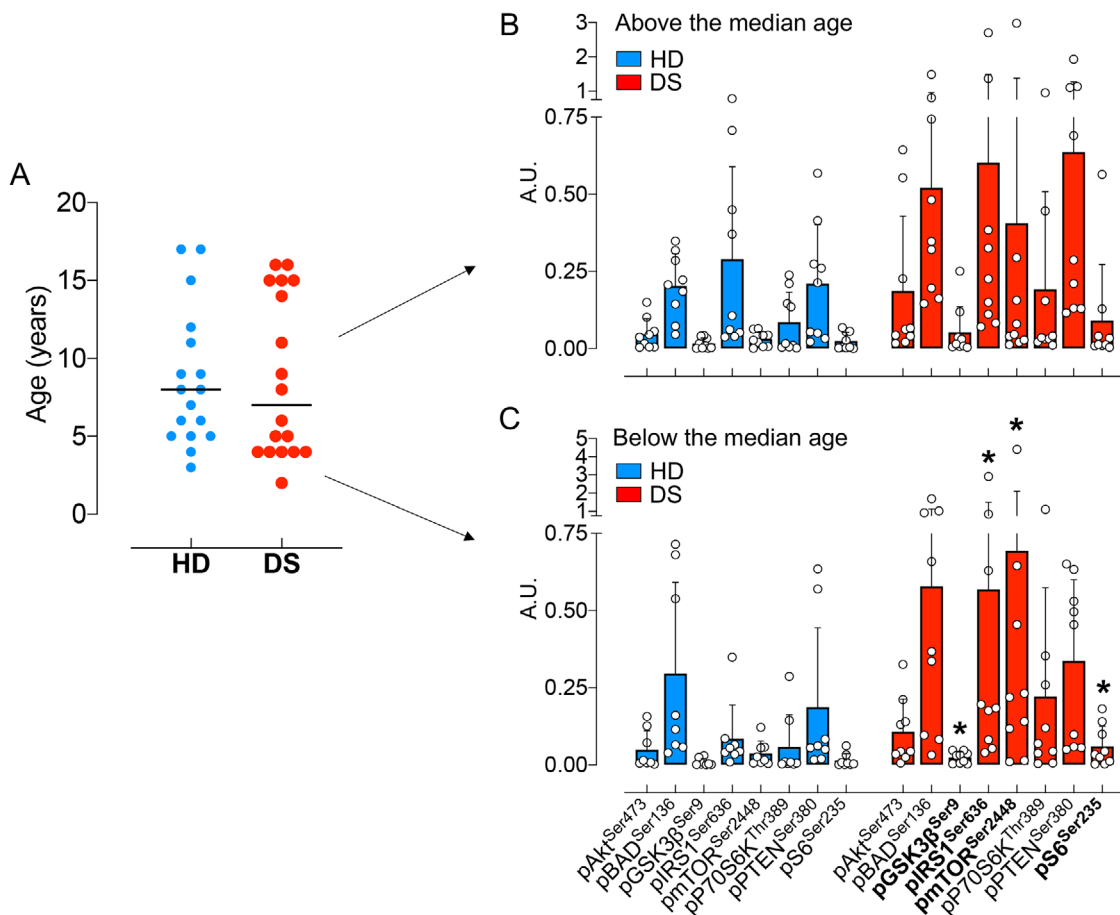 A
Age (years)
20
15
10
5
0
HD
DS
B
Above the median age
HD
DS
A.U.
3
2
1
0.75
0.50
0.25
0.00
C
Below the median age
HD
DS
A.U.
5
4
3
2
1
0.75
0.50
0.25
0.00
*
*
*
*
pAktSer473
pBADSer136
pGSK3βSer9
pIRS1Ser636
pmTORSer2448
pP70S6KThr389
pPTENSer380
pS6Ser235
pAktSer473
pBADSer136
pGSK3βSer9
pIRS1Ser636
pmTORSer2448
pP70S6KThr389
pPTENSer380
pS6Ser235